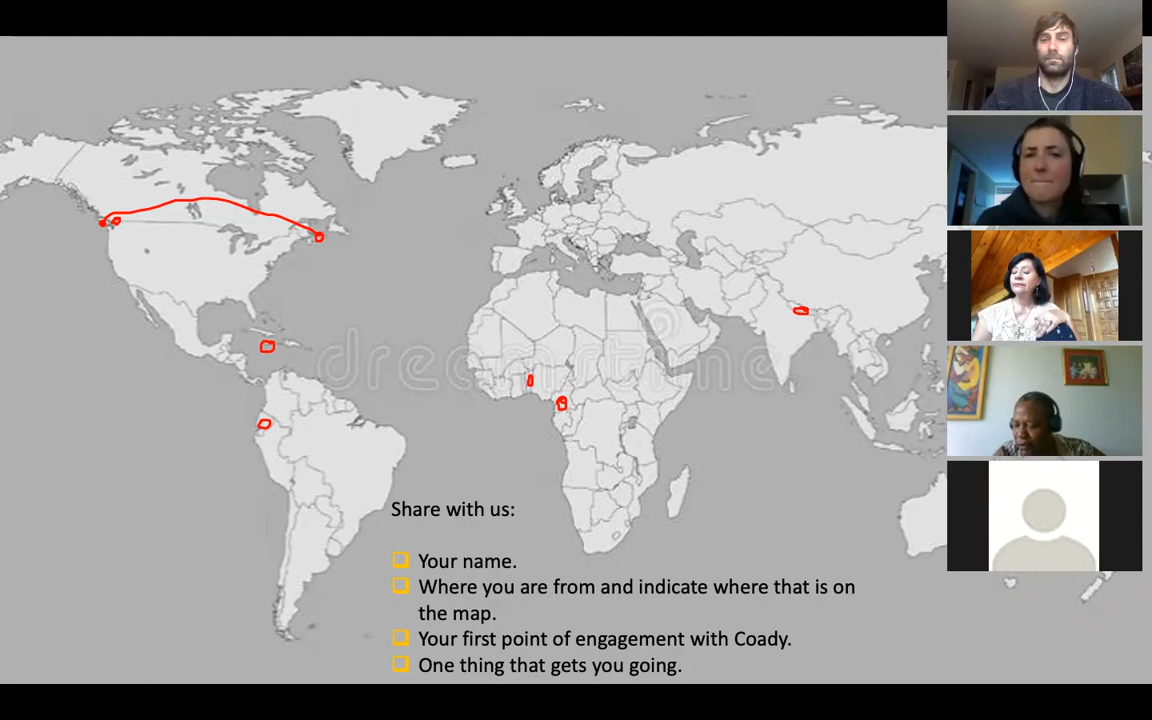 dreamstime
Share with us:
Your name.
Where you are from and indicate where that is on
the map.
Your first point of engagement with Coady.
One thing that gets you going.